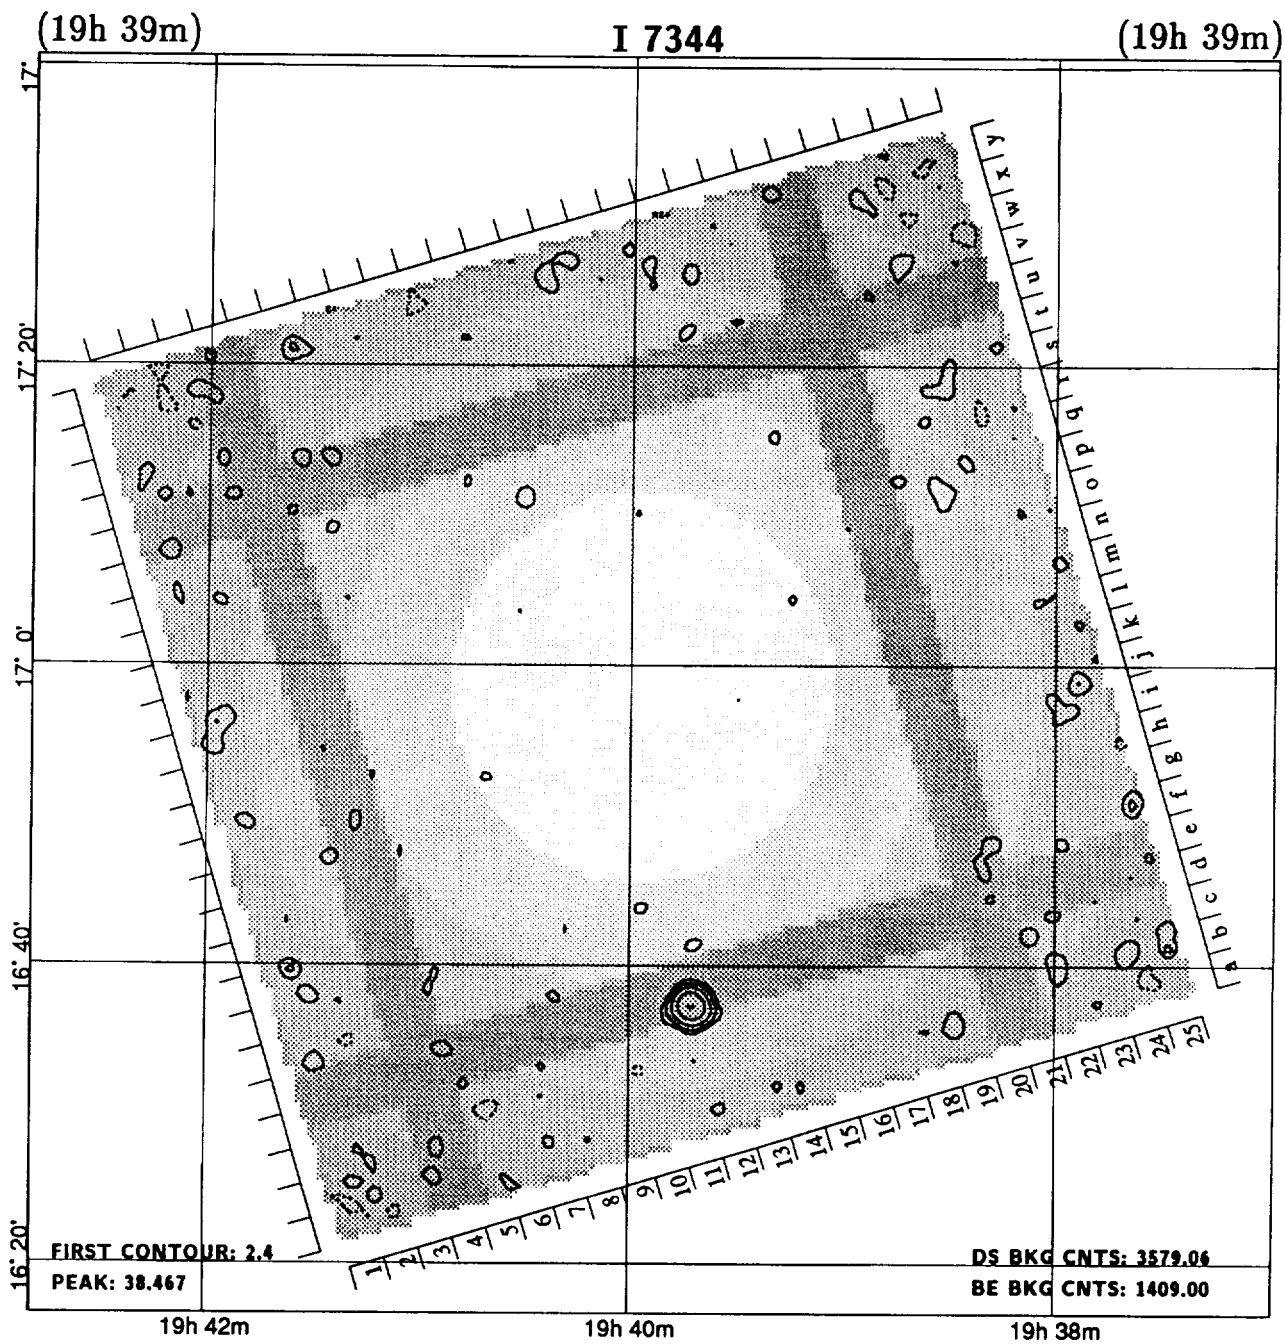 (19h 39m) I 7344 (19h 39m)
17°
17° 20'
17° 0'
16° 40'
16° 20'
a b c d e f g h i j k l m n o p q r s t u v w x y
1 2 3 4 5 6 7 8 9 10 11 12 13 14 15 16 17 18 19 20 21 22 23 24 25
FIRST CONTOUR: 2.4
PEAK: 38.467
DS BKG CNTS: 3579.06
BE BKG CNTS: 1409.00
19h 42m 19h 40m 19h 38m